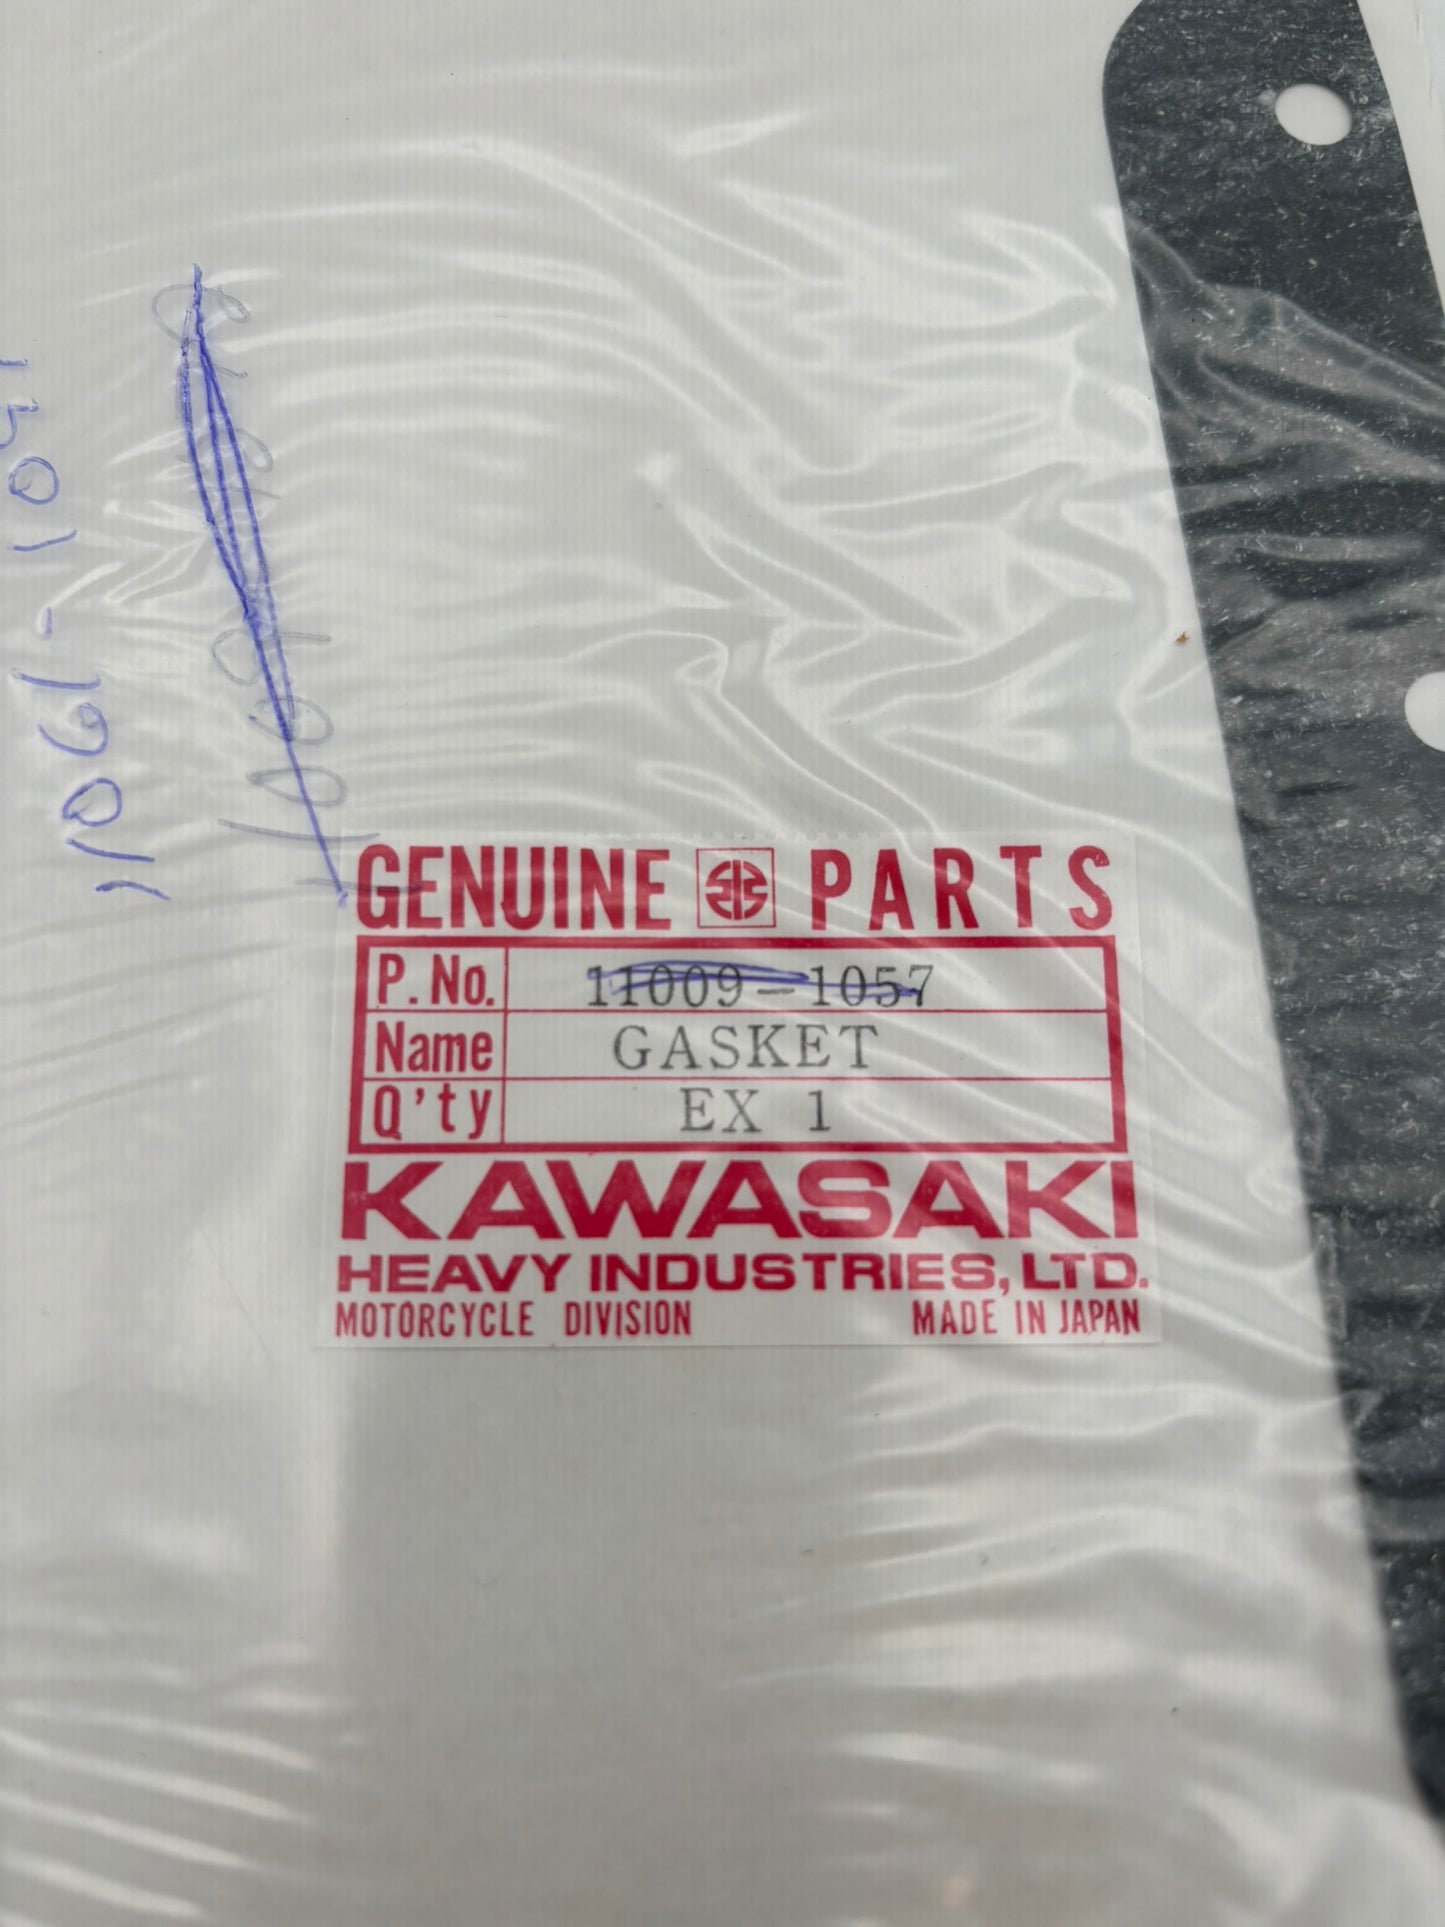 GENUINE PARTS
P. No. 11009-1057
Name GASKET
Q'ty EX 1
KAWASAKI
HEAVY INDUSTRIES, LTD.
MOTORCYCLE DIVISION MADE IN JAPAN
11061-